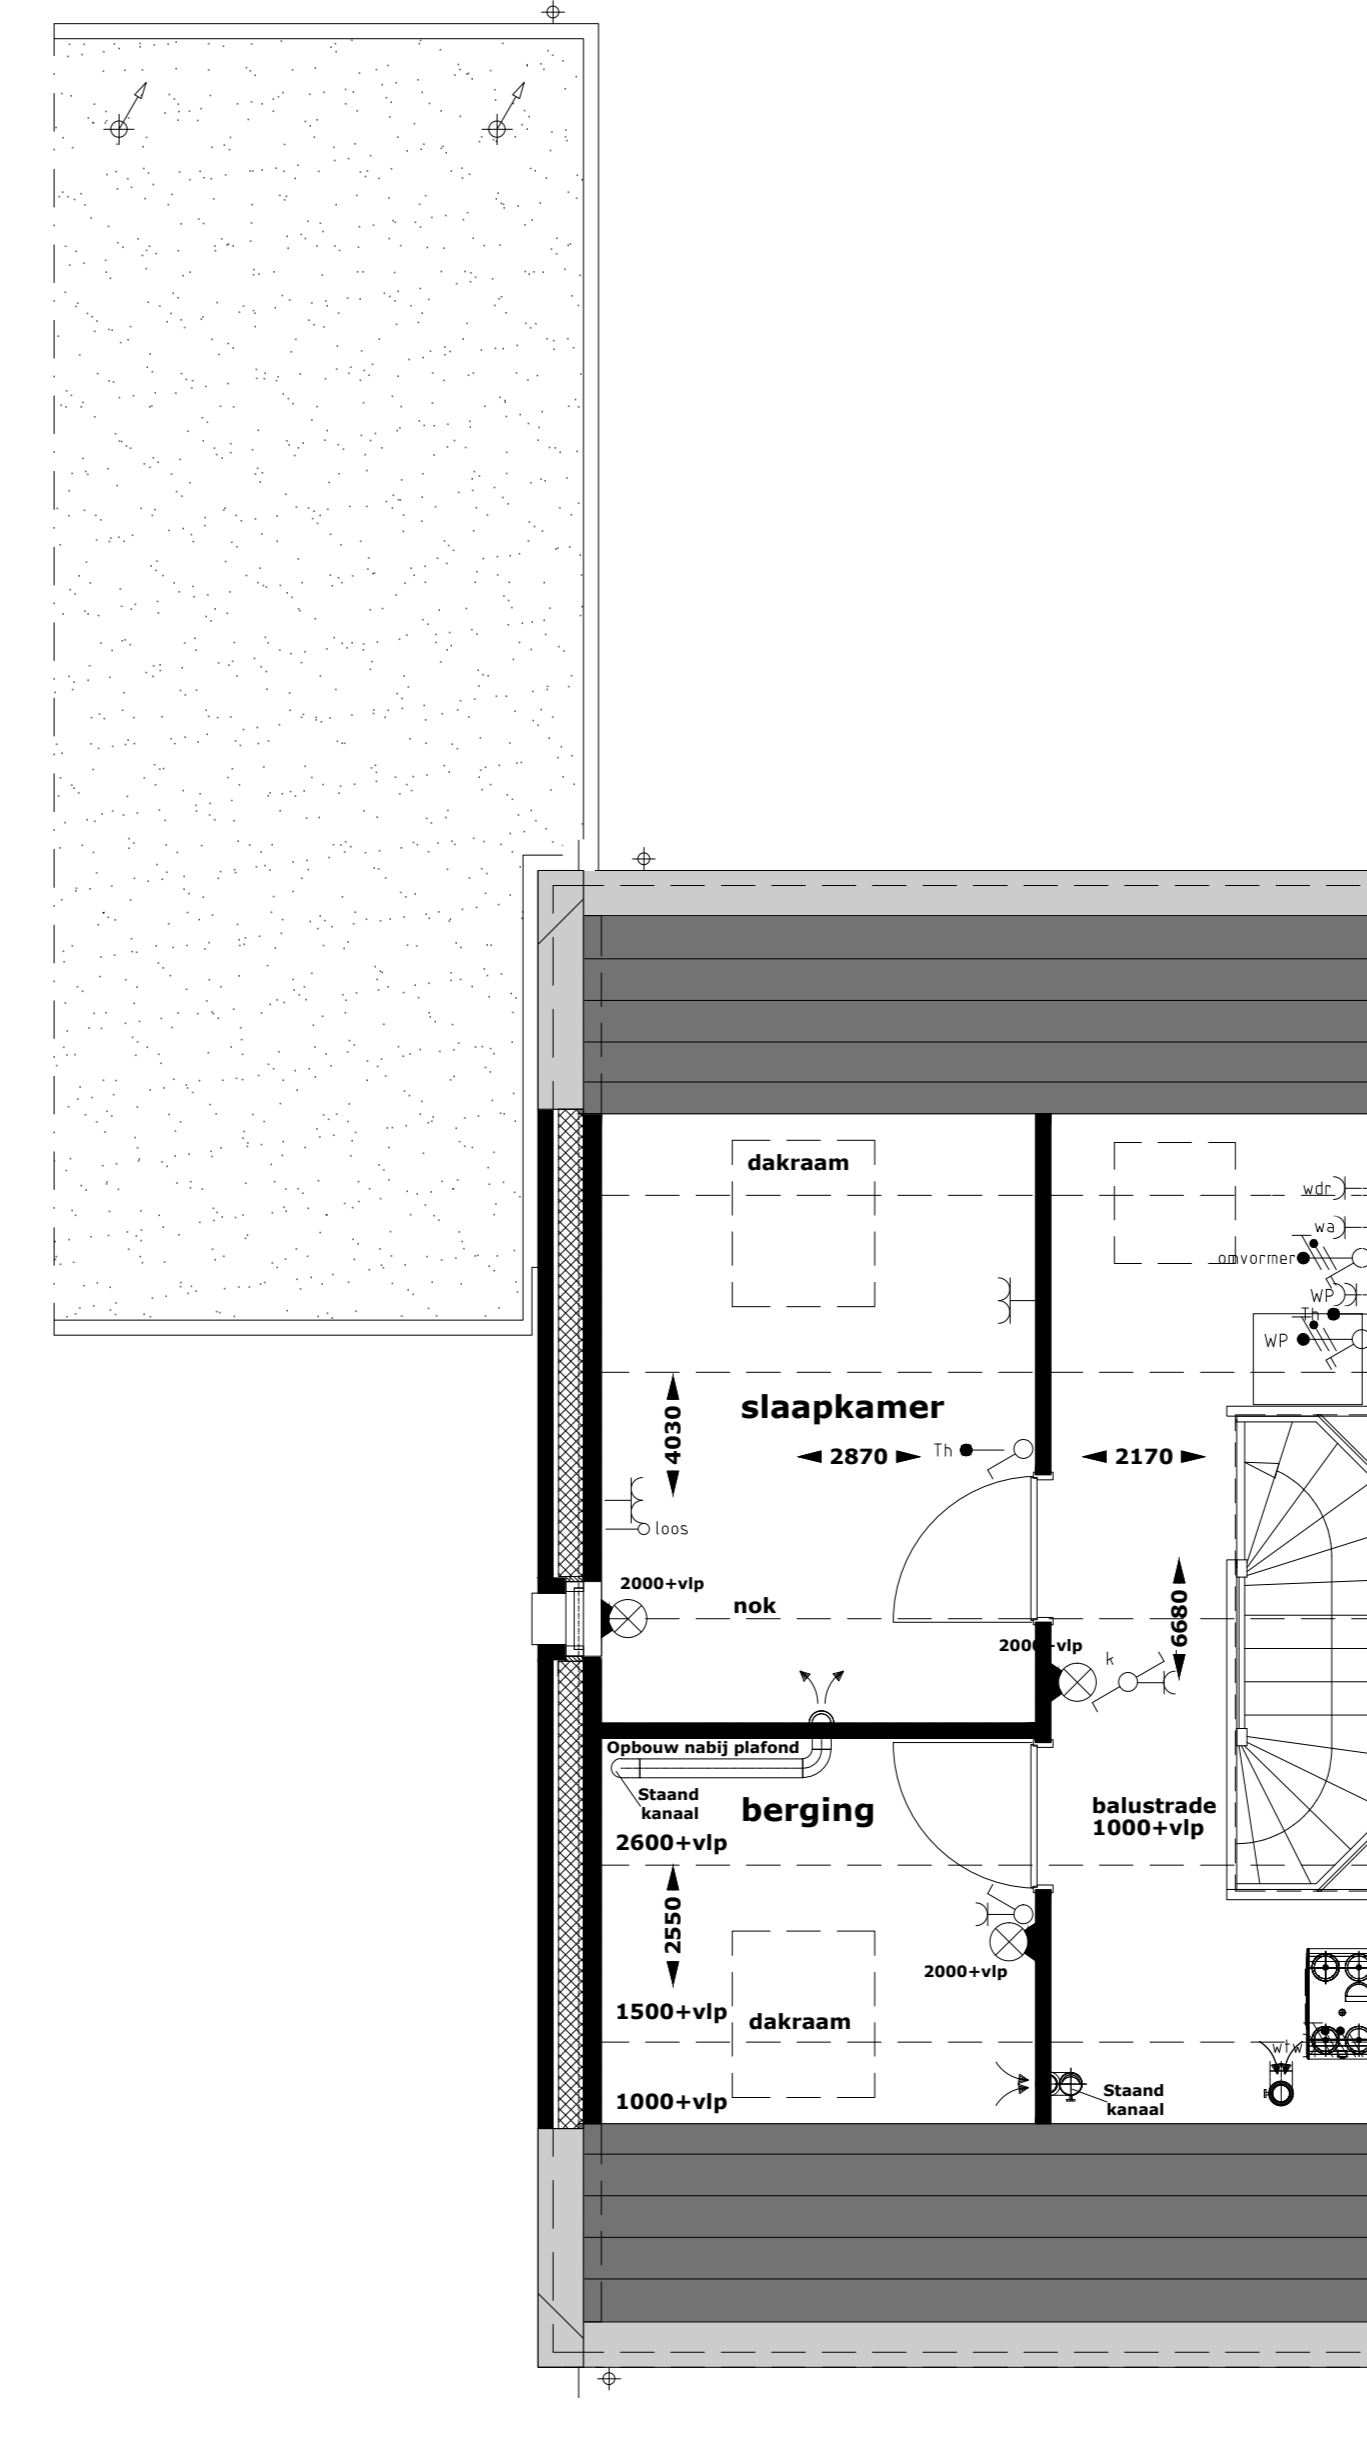 dakraam
wdr
wa
omvormer
WP
Th
WP
slaapkamer
4030
2870
Th
2170
loos
2000+vlp
nok
6680
2000+vlp
k
Opbouw nabij plafond
Staand
kanaal
berging
balustrade
1000+vlp
2600+vlp
2550
2000+vlp
1500+vlp
dakraam
wtw
Staand
kanaal
1000+vlp